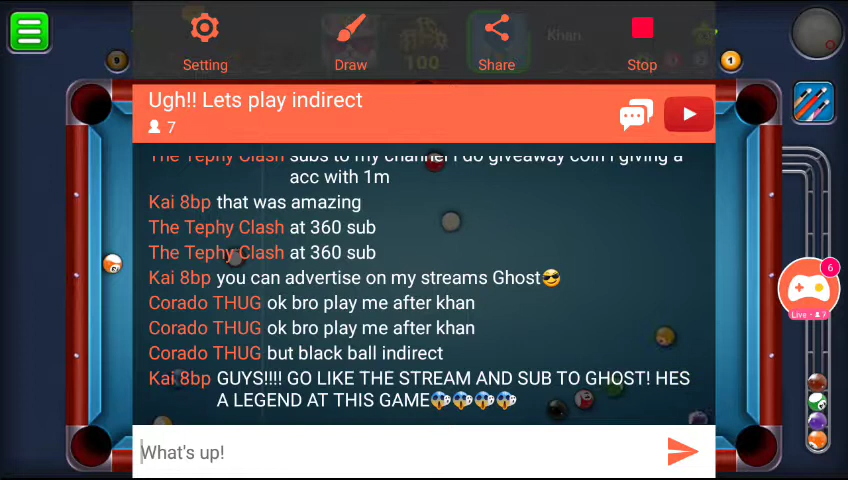 Khan
100
Setting
Draw
Share
Stop
Ugh!! Lets play indirect
7
The Tephy Clash subs to my channel i do giveaway coin i giving a
acc with 1m
Kai 8bp that was amazing
The Tephy Clash at 360 sub
The Tephy Clash at 360 sub
Kai 8bp you can advertise on my streams Ghost😎
Corado THUG ok bro play me after khan
Corado THUG ok bro play me after khan
Corado THUG but black ball indirect
Kai 8bp GUYS!!!! GO LIKE THE STREAM AND SUB TO GHOST! HES
A LEGEND AT THIS GAME😱😱😱😱
What's up!
6
Live - 7
1